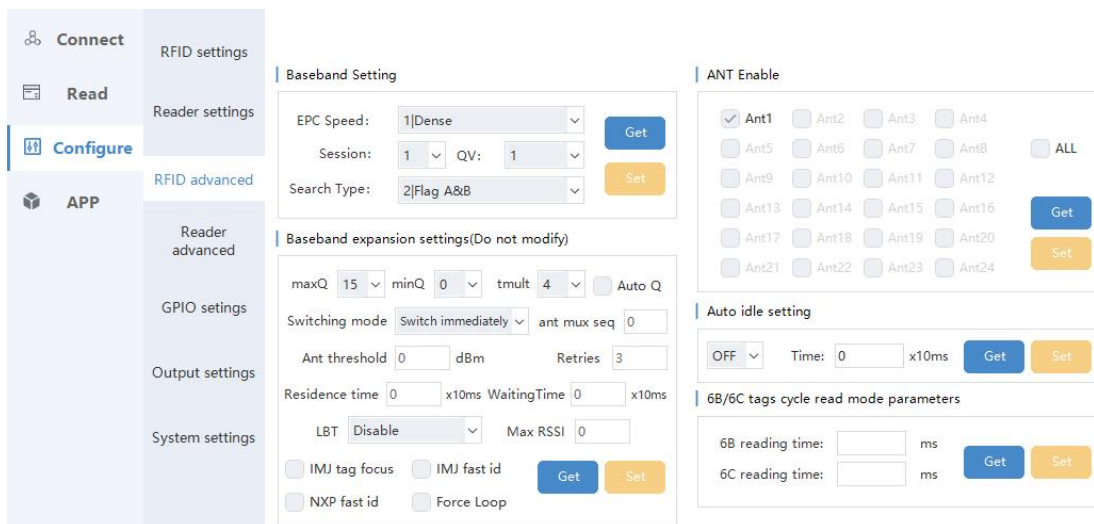 Connect
Read
Configure
APP
RFID settings
Reader settings
RFID advanced
Reader
advanced
GPIO setings
Output settings
System settings
Baseband Setting
EPC Speed: 1|Dense
Get
Session: 1 QV: 1
Set
Search Type: 2|Flag A&B
Baseband expansion settings(Do not modify)
maxQ 15 minQ 0 tmult 4 Auto Q
Switching mode Switch immediately ant mux seq 0
Ant threshold 0 dBm Retries 3
Residence time 0 x10ms WaitingTime 0 x10ms
LBT Disable Max RSSI 0
IMJ tag focus IMJ fast id
Get Set
NXP fast id Force Loop
ANT Enable
Ant1 Ant2 Ant3 Ant4
Ant5 Ant6 Ant7 Ant8 ALL
Ant9 Ant10 Ant11 Ant12
Ant13 Ant14 Ant15 Ant16 Get
Ant17 Ant18 Ant19 Ant20
Set
Ant21 Ant22 Ant23 Ant24
Auto idle setting
OFF Time: 0 x10ms Get Set
6B/6C tags cycle read mode parameters
6B reading time: ms
Get Set
6C reading time: ms